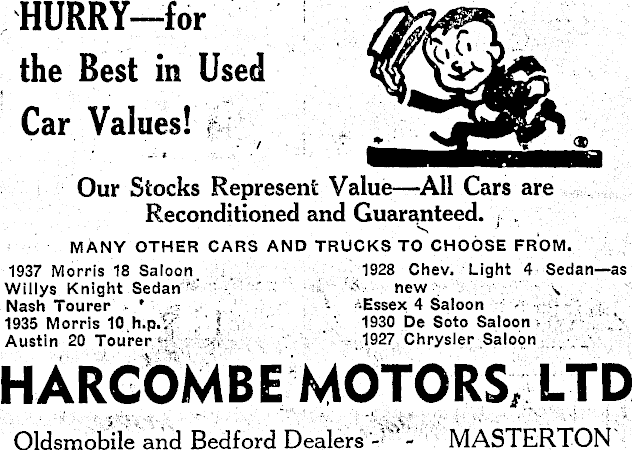 HURRY—for
the Best in Used
Car Values!
Our Stocks Represent Value—All Cars are
Reconditioned and Guaranteed.
MANY OTHER CARS AND TRUCKS TO CHOOSE FROM.
1937 Morris 18 Saloon
Willys Knight Sedan
Nash Tourer
1935 Morris 10 h.p.
Austin 20 Tourer
1928 Chev. Light 4 Sedan—as
new
Essex 4 Saloon
1930 De Soto Saloon
1927 Chrysler Saloon
HARCOMBE MOTORS, LTD
Oldsmobile and Bedford Dealers - - MASTERTON